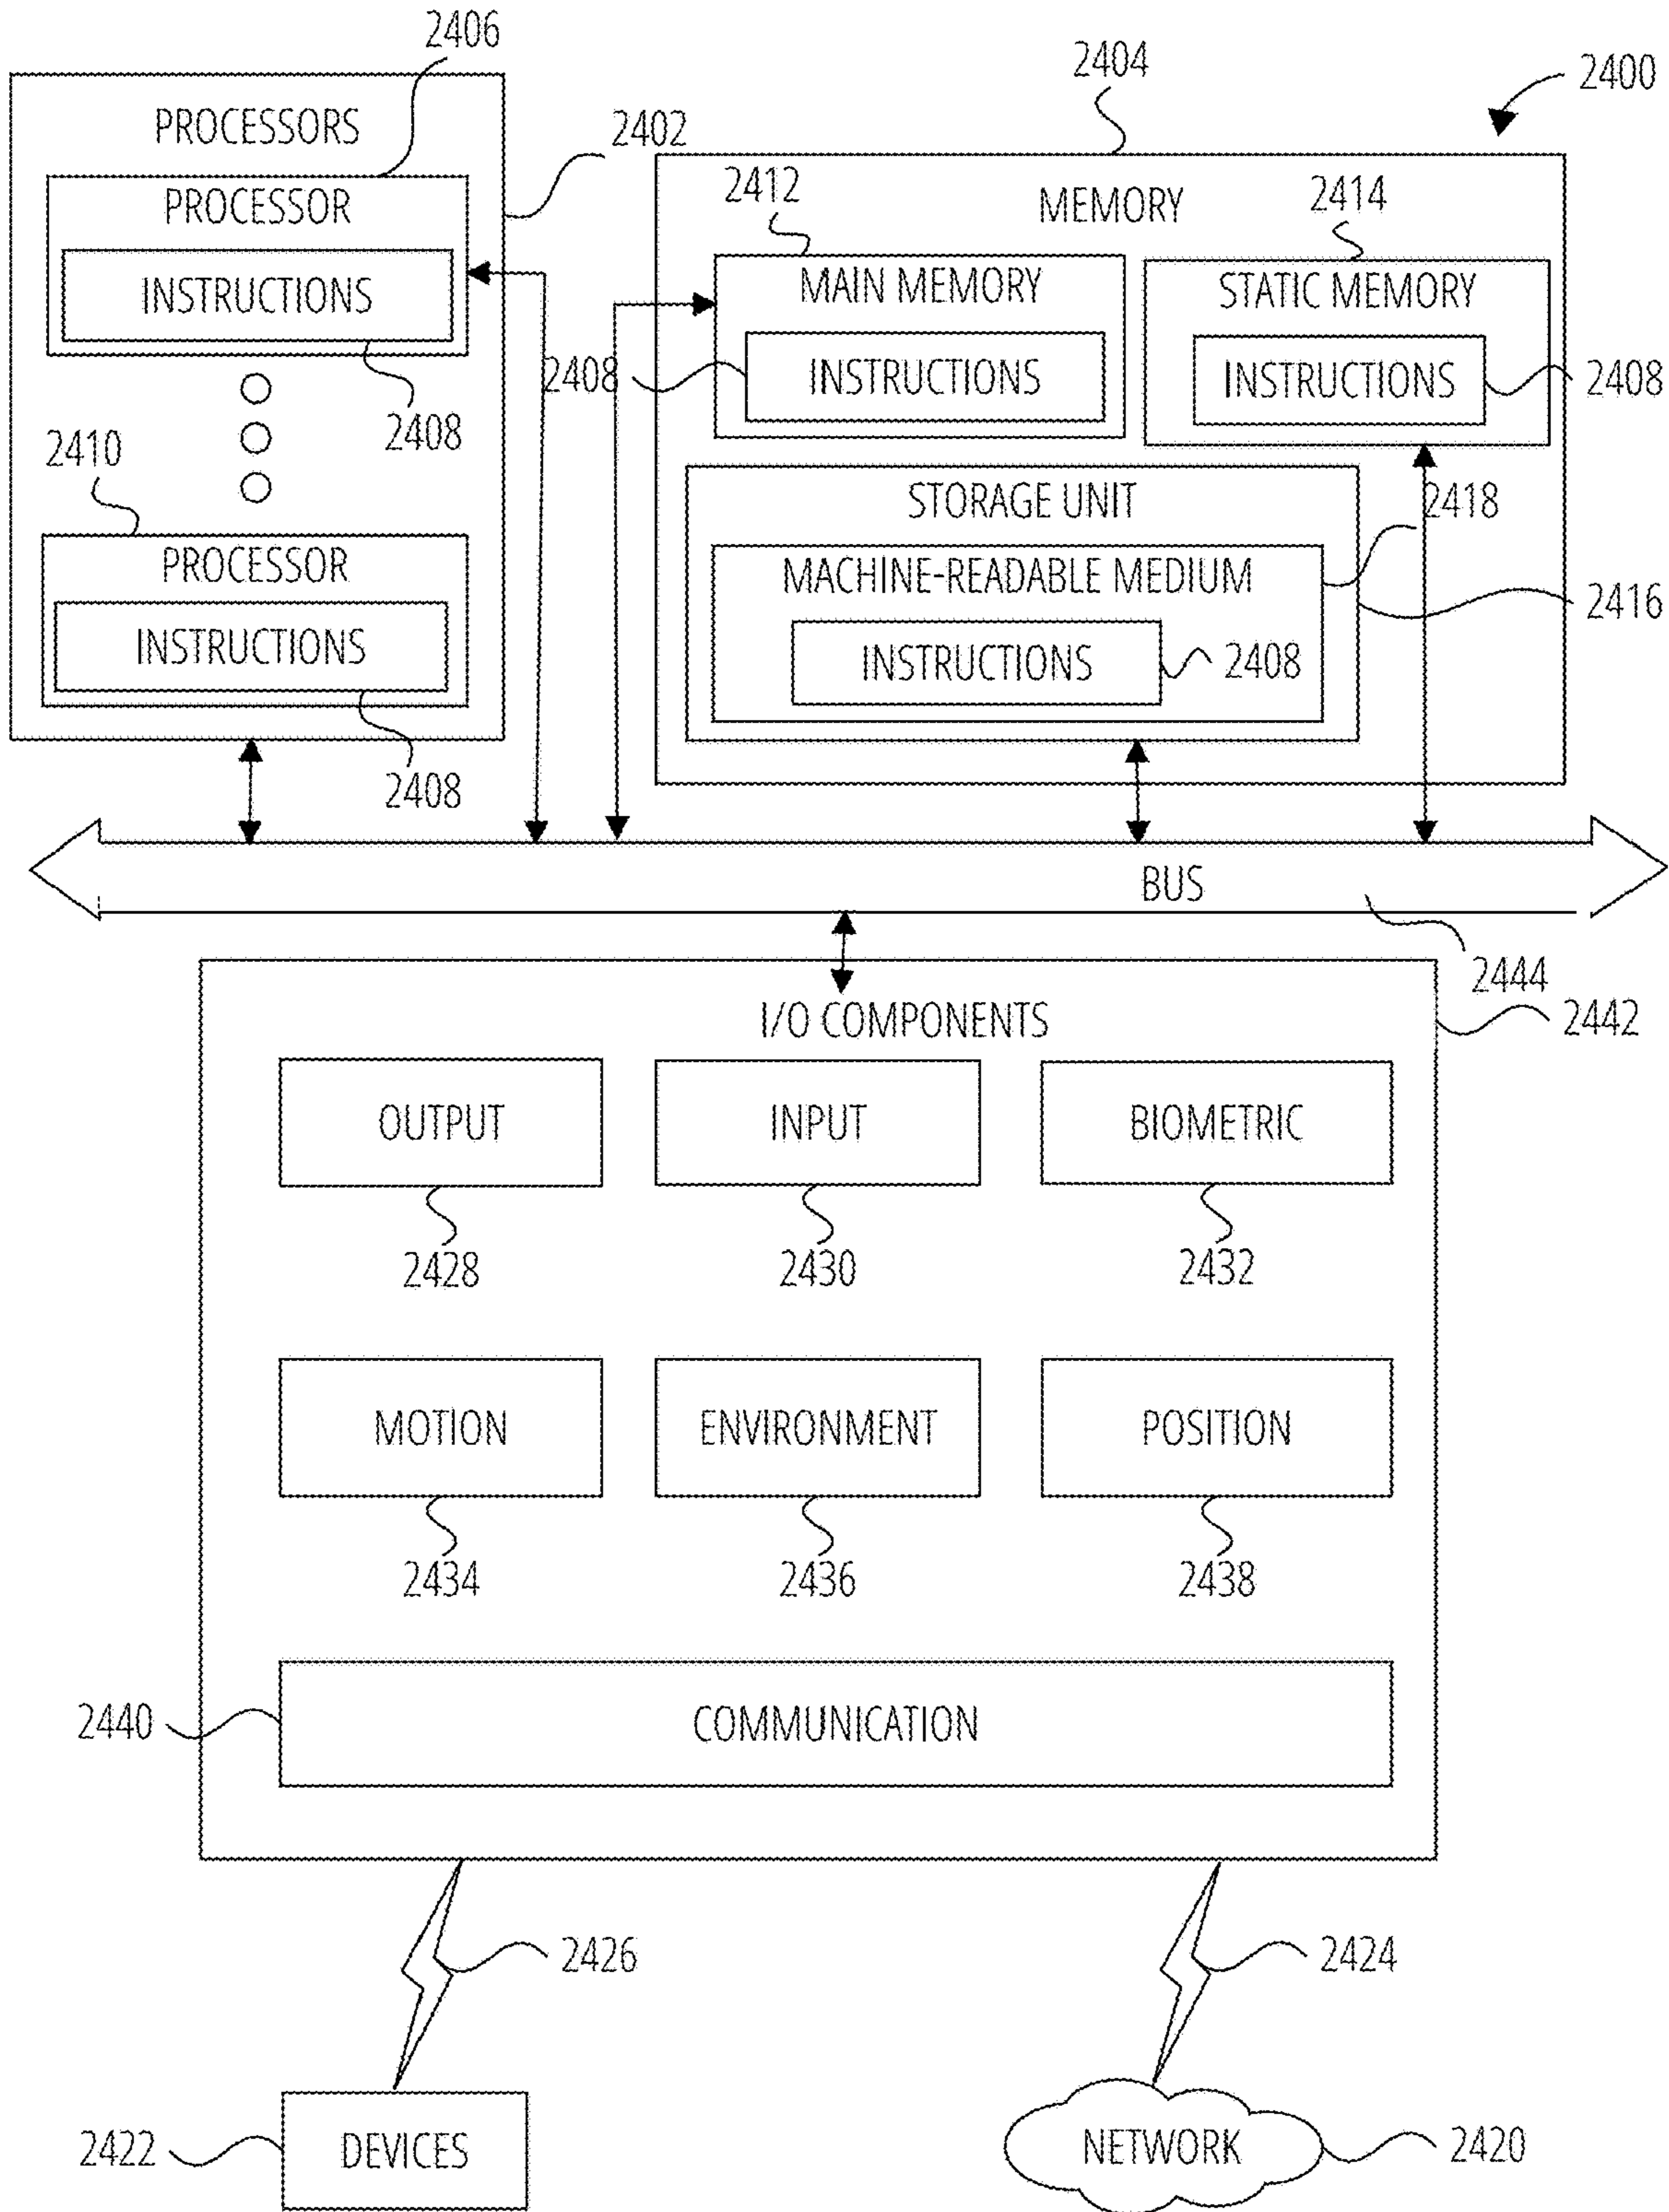 2406
2404
2400
PROCESSORS
2402
2412
MEMORY
2414
PROCESSOR
INSTRUCTIONS
MAIN MEMORY
STATIC MEMORY
2408
INSTRUCTIONS
INSTRUCTIONS
2408
2408
2410
STORAGE UNIT
2418
PROCESSOR
MACHINE-READABLE MEDIUM
2416
INSTRUCTIONS
INSTRUCTIONS
2408
2408
BUS
2444
I/O COMPONENTS
2442
OUTPUT
INPUT
BIOMETRIC
2428
2430
2432
MOTION
ENVIRONMENT
POSITION
2434
2436
2438
2440
COMMUNICATION
2426
2424
2422
DEVICES
NETWORK
2420